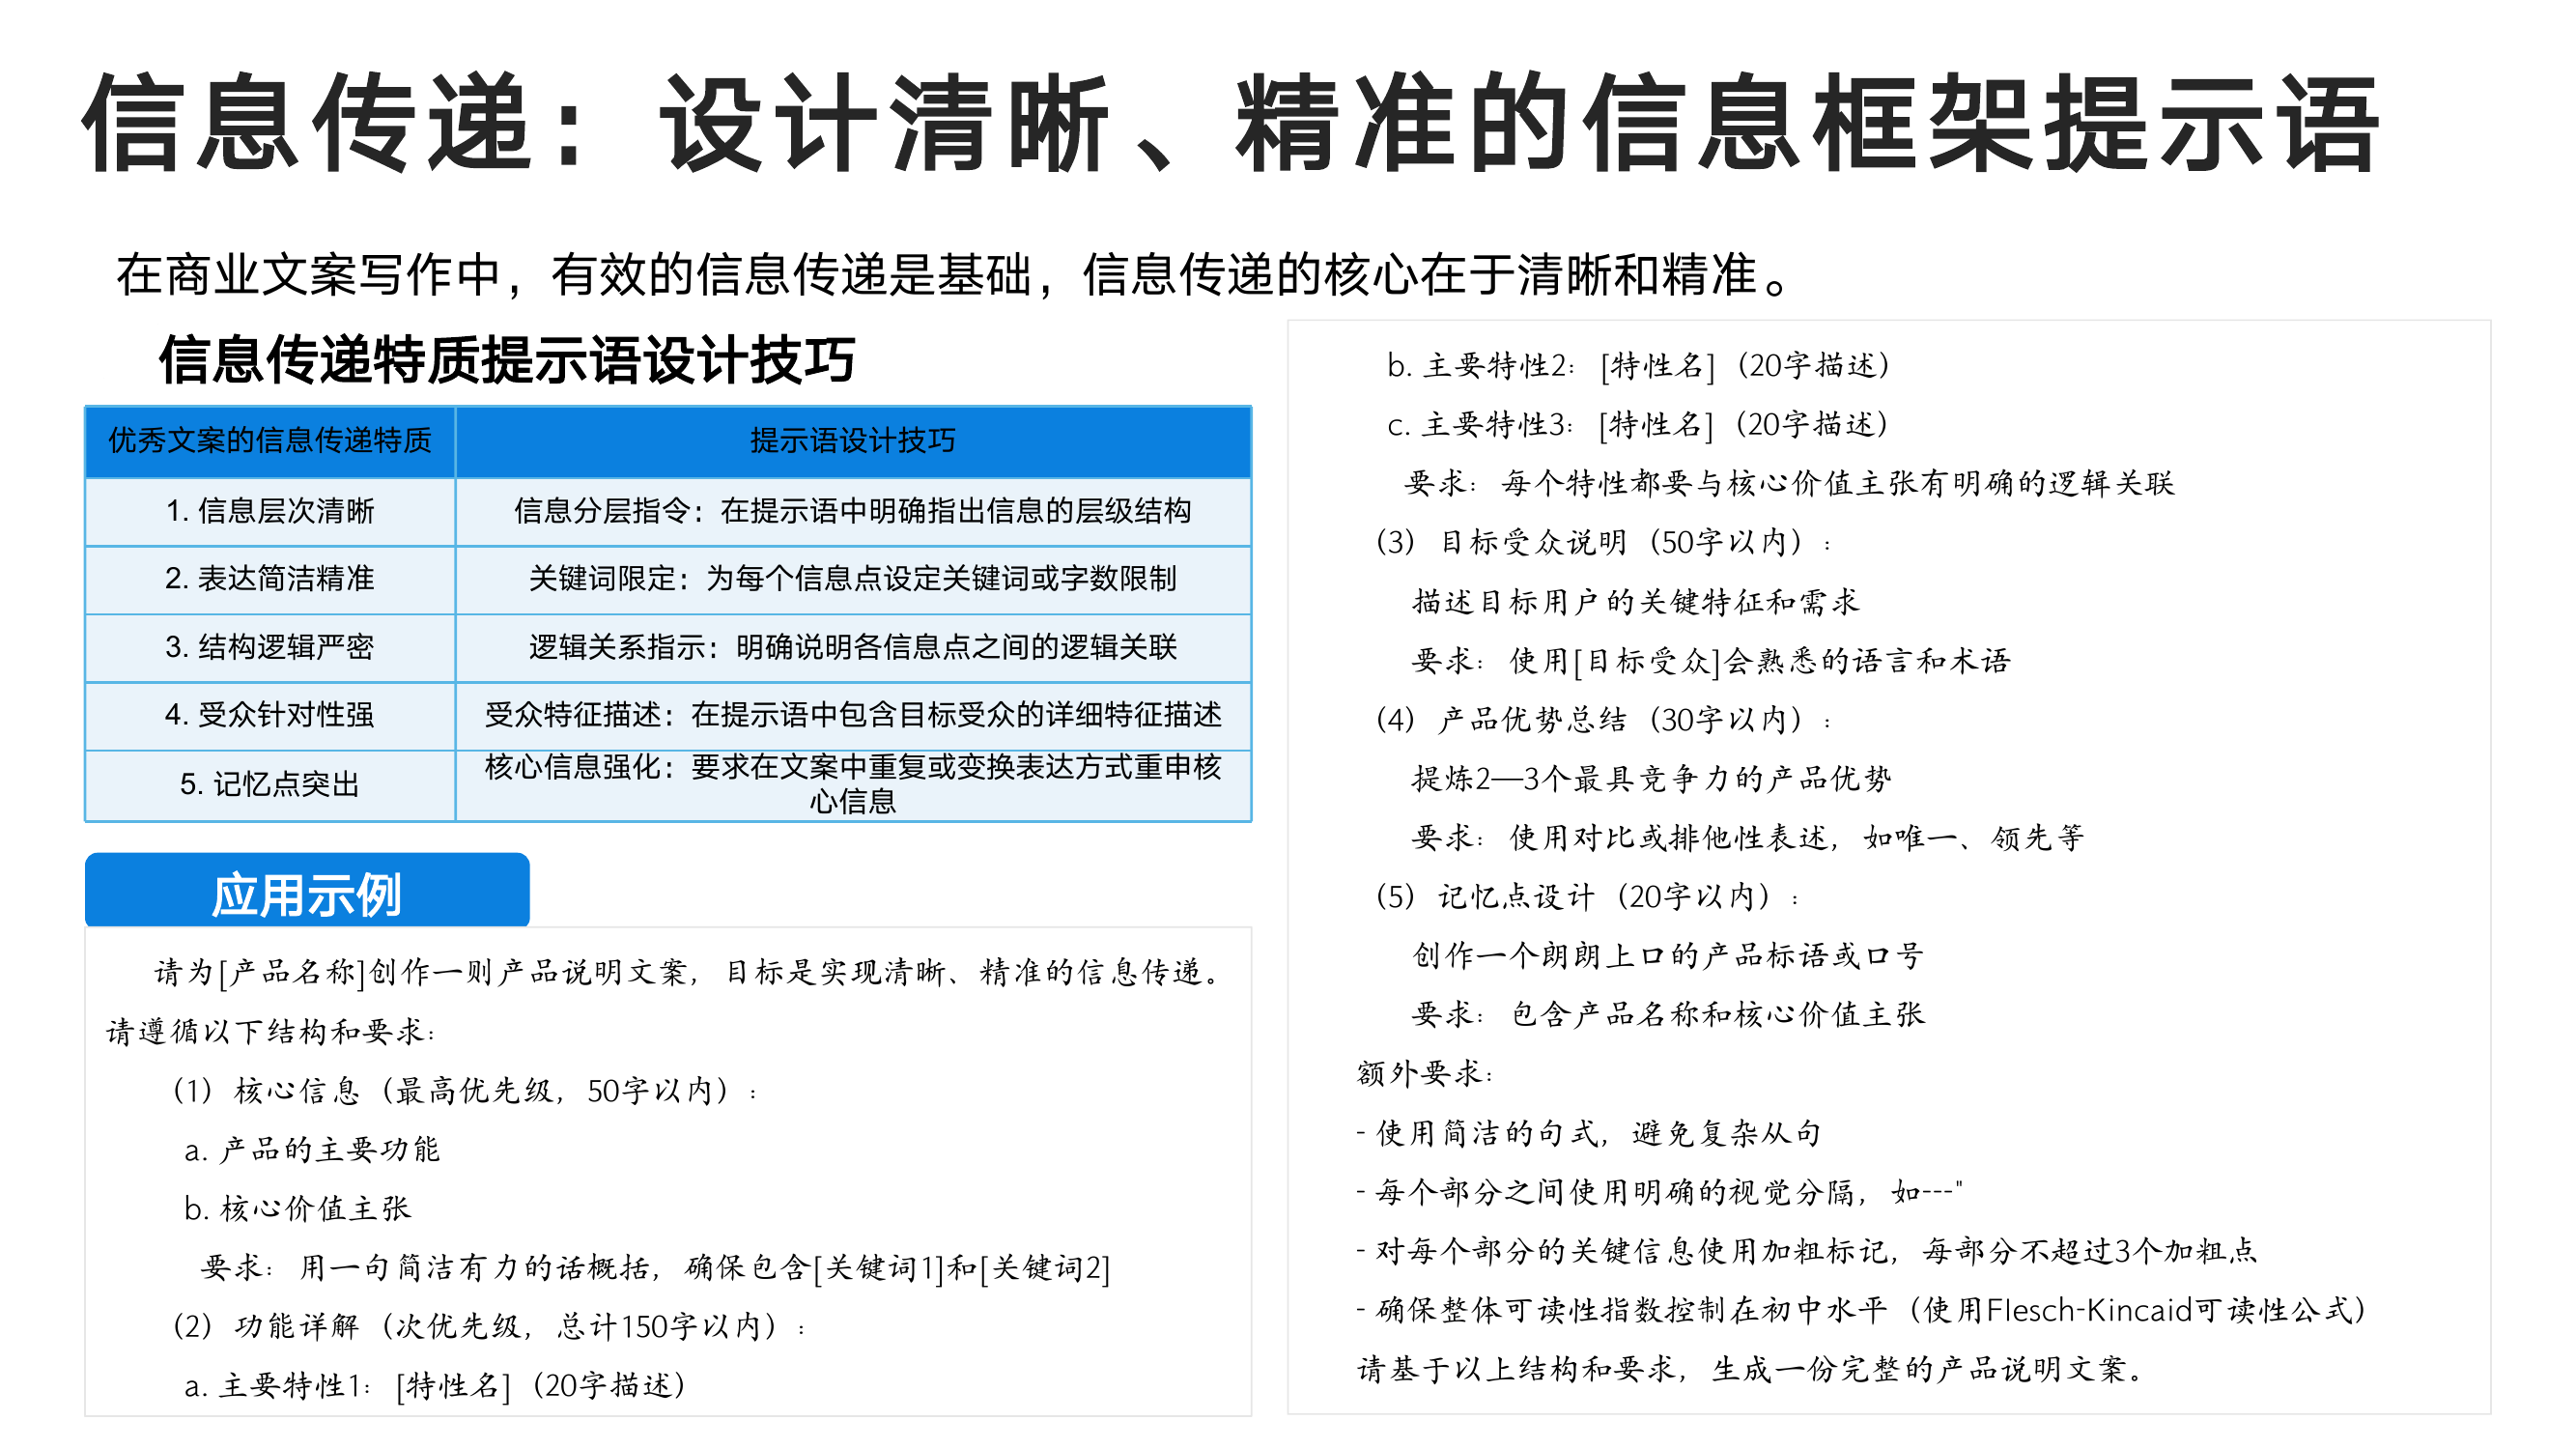 信息传递：设计清晰、精准的信息框架提示语
在商业文案写作中，有效的信息传递是基础，信息传递的核心在于清晰和精准。
信息传递特质提示语设计技巧
优秀文案的信息传递特质 提示语设计技巧
1. 信息层次清晰 信息分层指令：在提示语中明确指出信息的层级结构
2. 表达简洁精准 关键词限定：为每个信息点设定关键词或字数限制
3. 结构逻辑严密 逻辑关系指示：明确说明各信息点之间的逻辑关联
4. 受众针对性强 受众特征描述：在提示语中包含目标受众的详细特征描述
5. 记忆点突出 核心信息强化：要求在文案中重复或变换表达方式重申核
心信息
应用示例
请为[产品名称]创作一则产品说明文案，目标是实现清晰、精准的信息传递。
请遵循以下结构和要求：
（1）核心信息（最高优先级，50字以内）：
a. 产品的主要功能
b. 核心价值主张
要求：用一句简洁有力的话概括，确保包含[关键词1]和[关键词2]
（2）功能详解（次优先级，总计150字以内）：
a. 主要特性1：[特性名]（20字描述）
b. 主要特性2：[特性名]（20字描述）
c. 主要特性3：[特性名]（20字描述）
要求：每个特性都要与核心价值主张有明确的逻辑关联
（3）目标受众说明（50字以内）：
描述目标用户的关键特征和需求
要求：使用[目标受众]会熟悉的语言和术语
（4）产品优势总结（30字以内）：
提炼2—3个最具竞争力的产品优势
要求：使用对比或排他性表述，如唯一、领先等
（5）记忆点设计（20字以内）：
创作一个朗朗上口的产品标语或口号
要求：包含产品名称和核心价值主张
额外要求：
- 使用简洁的句式，避免复杂从句
- 每个部分之间使用明确的视觉分隔，如---"
- 对每个部分的关键信息使用加粗标记，每部分不超过3个加粗点
- 确保整体可读性指数控制在初中水平（使用Flesch-Kincaid可读性公式）
请基于以上结构和要求，生成一份完整的产品说明文案。